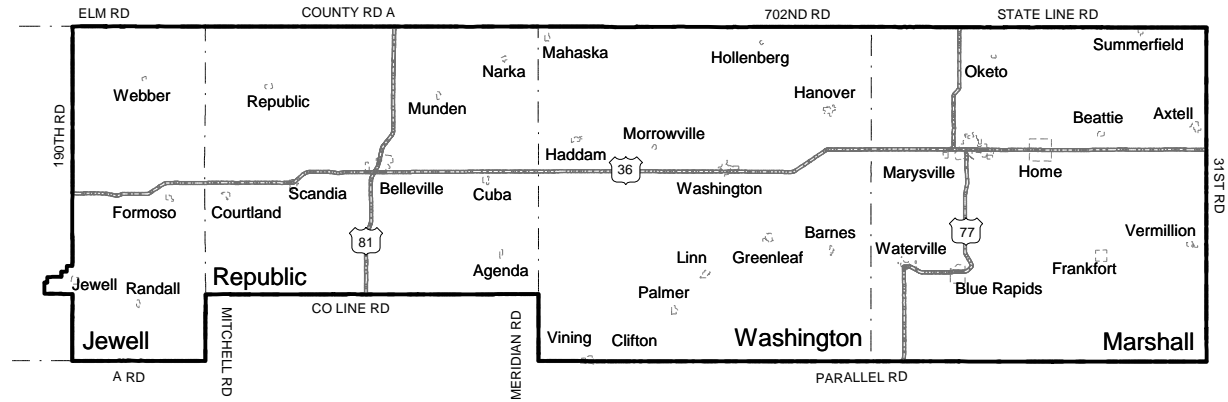 ELM RD
COUNTY RD A
702ND RD
STATE LINE RD
Summerfield
Mahaska
Hollenberg
Narka
Oketo
Webber
Republic
Munden
Hanover
Beattie
Axtell
190TH RD
Morrowville
Haddam
36
Washington
Marysville
Home
Scandia
Belleville
Cuba
31ST RD
Formoso
Courtland
81
77
Barnes
Waterville
Vermillion
Linn
Greenleaf
Frankfort
Agenda
Republic
Jewell
Randall
Palmer
Blue Rapids
CO LINE RD
MITCHELL RD
MERIDIAN RD
Jewell
Vining
Clifton
Washington
Marshall
A RD
PARALLEL RD